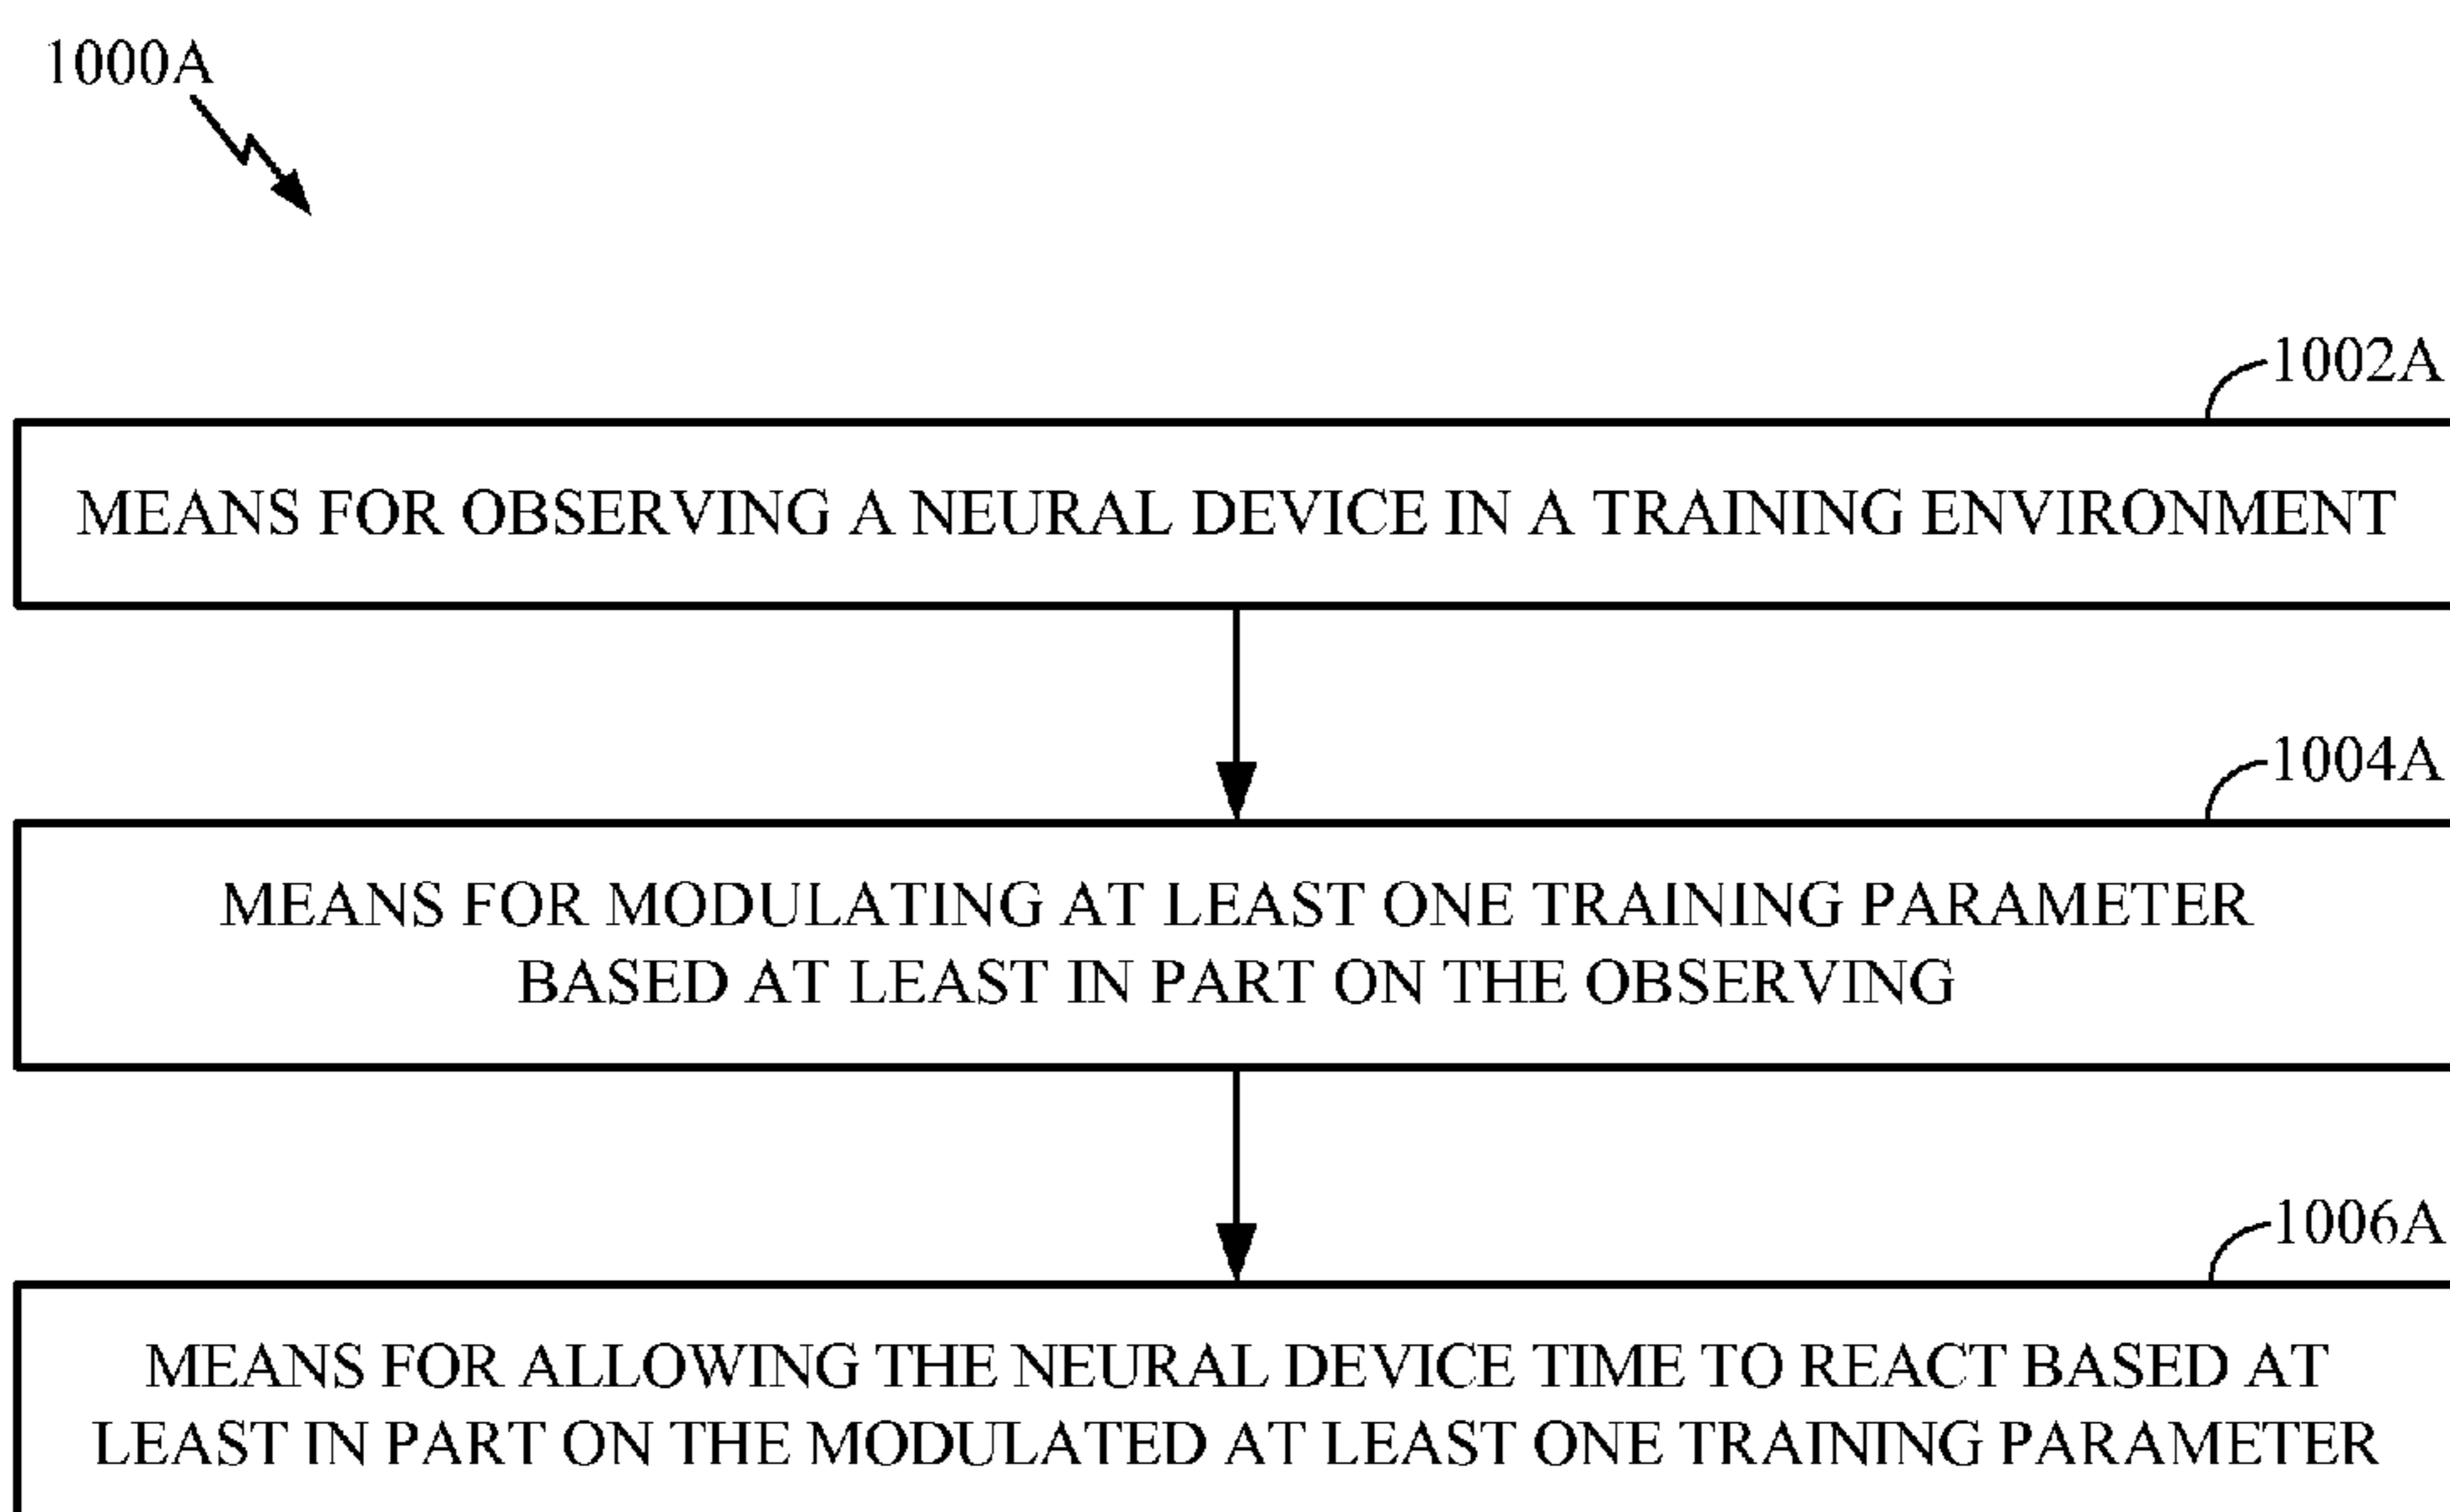 1000A
1002A
MEANS FOR OBSERVING A NEURAL DEVICE IN A TRAINING ENVIRONMENT
1004A
MEANS FOR MODULATING AT LEAST ONE TRAINING PARAMETER
BASED AT LEAST IN PART ON THE OBSERVING
1006A
MEANS FOR ALLOWING THE NEURAL DEVICE TIME TO REACT BASED AT
LEAST IN PART ON THE MODULATED AT LEAST ONE TRAINING PARAMETER